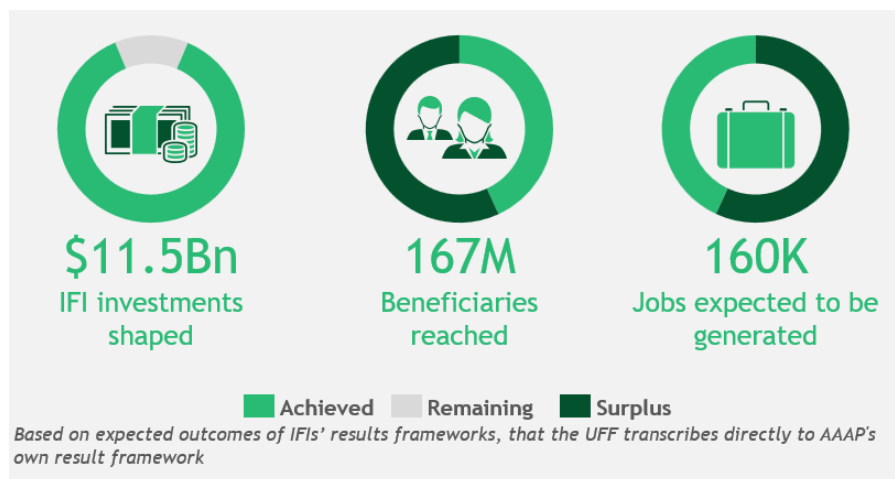 $11.5Bn
IFI investments
shaped
167M
Beneficiaries
reached
160K
Jobs expected to be
generated
Achieved Remaining Surplus
Based on expected outcomes of IFIs’ results frameworks, that the UFF transcribes directly to AAAP's
own result framework